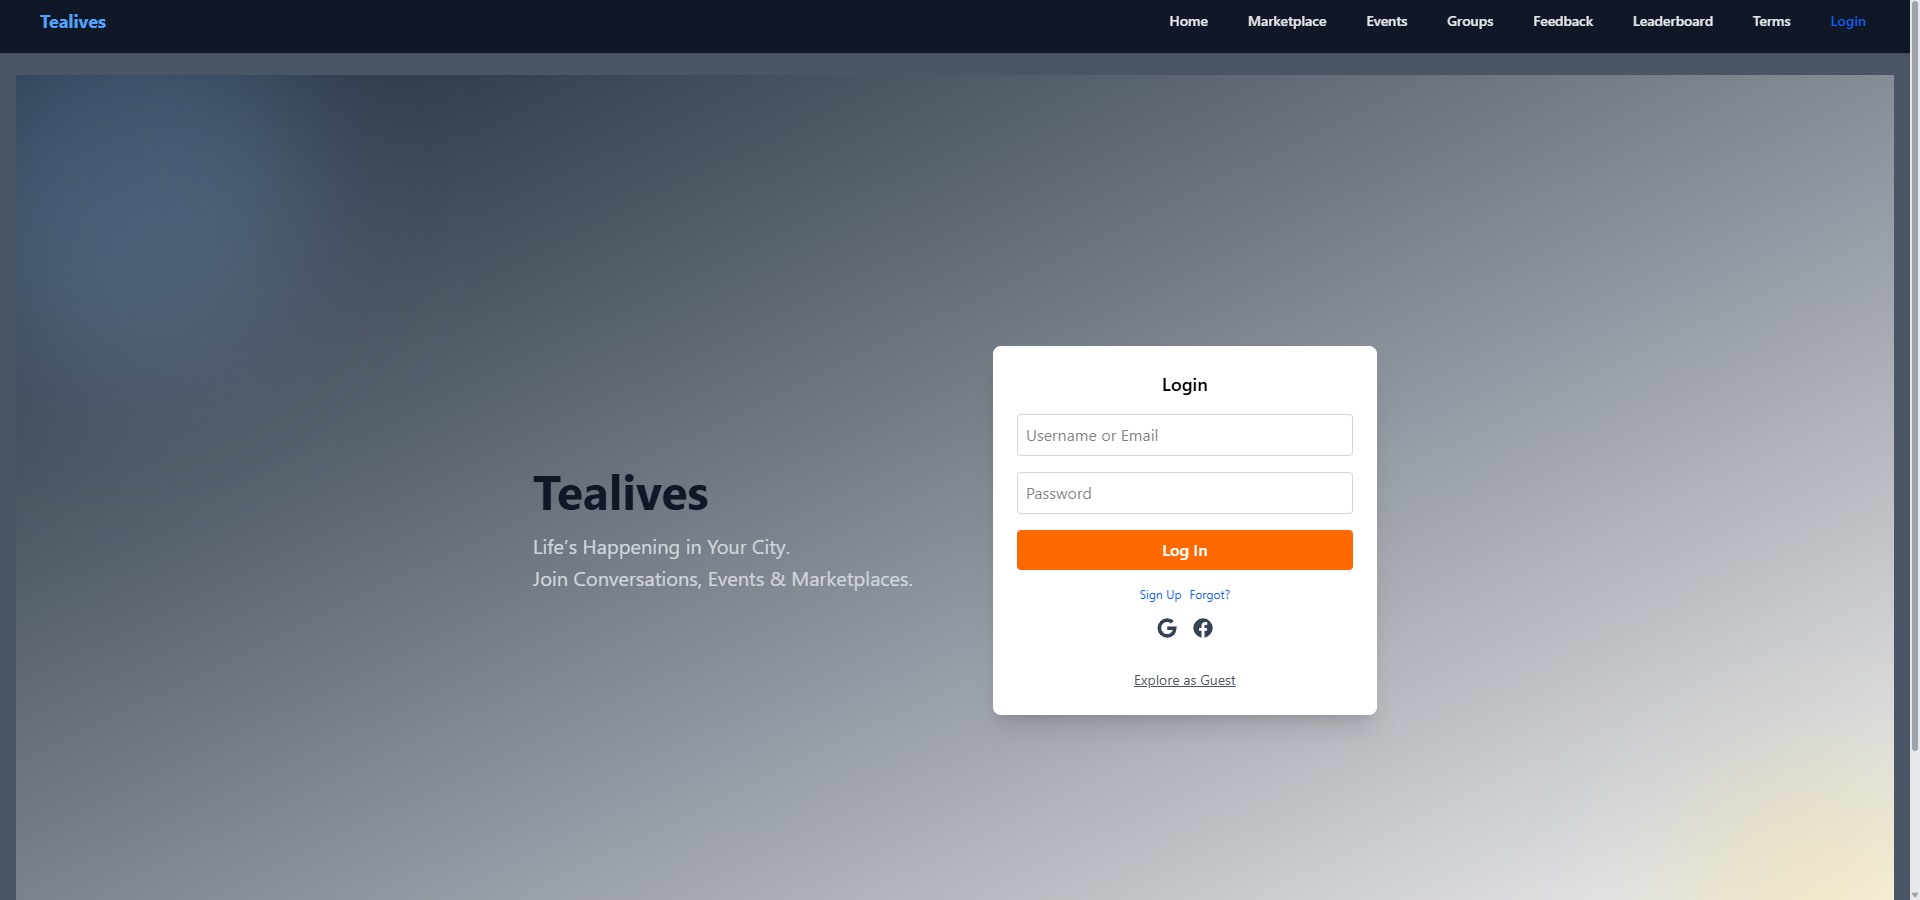 Tealives
Home Marketplace Events Groups Feedback Leaderboard Terms Login
Tealives
Life’s Happening in Your City.
Join Conversations, Events & Marketplaces.
Login
Username or Email
Password
Log In
Sign Up Forgot?
Explore as Guest